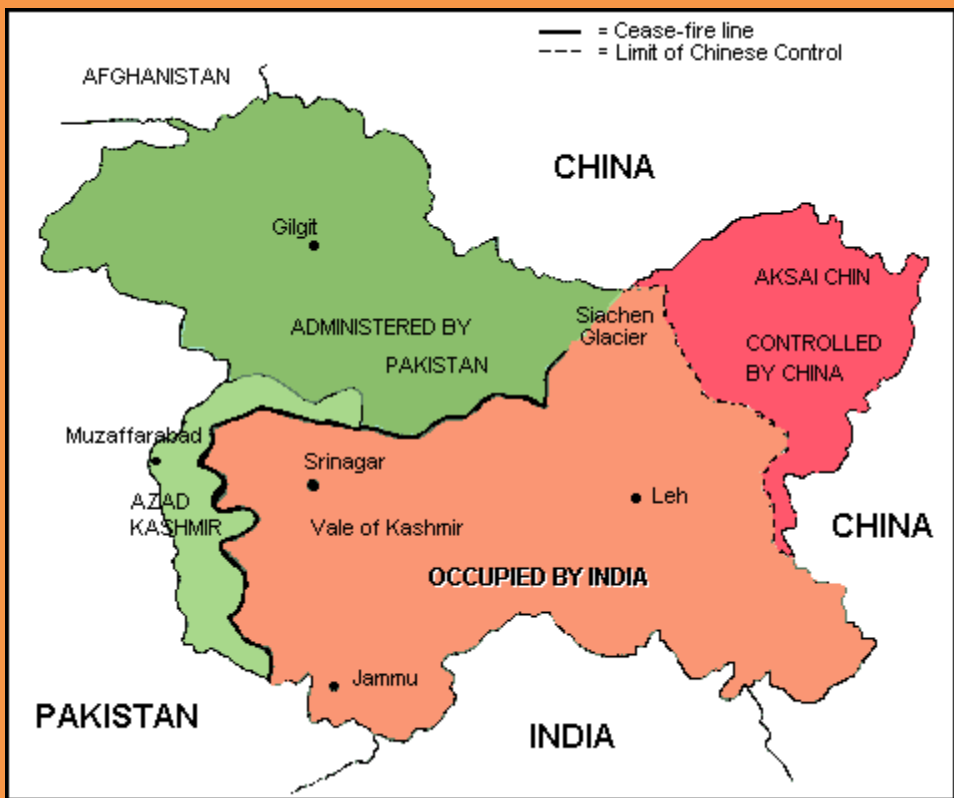 = Cease-fire line
= Limit of Chinese Control
AFGHANISTAN
CHINA
Gilgit
AKSAI CHIN
Siachen
Glacier
ADMINISTERED BY
PAKISTAN
CONTROLLED
BY CHINA
Muzaffarabad
Srinagar
Leh
AZAD
KASHMIR
Vale of Kashmir
CHINA
OCCUPIED BY INDIA
Jammu
PAKISTAN
INDIA